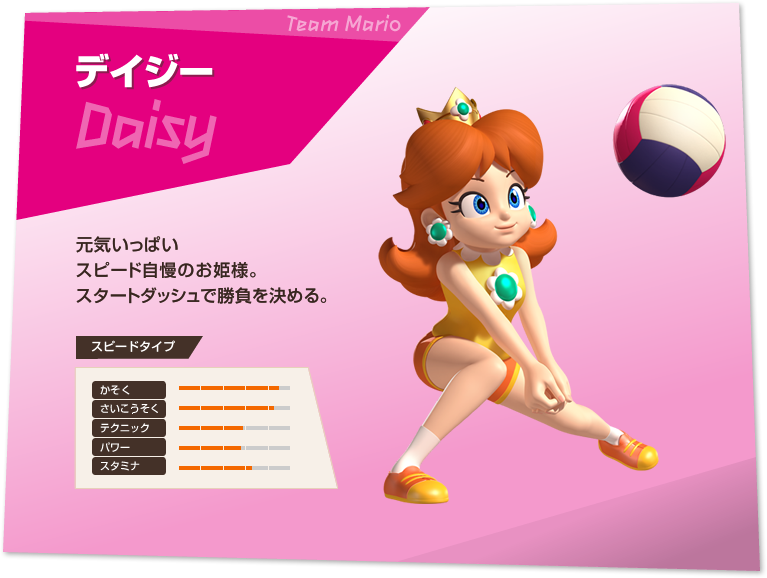 Team Mario
デイジー
Daisy
元気いっぱい
スピード自慢のお姫様。
スタートダッシュで勝負を決める。
スピードタイプ
かそく
さいこうそく
テクニック
パワー
スタミナ